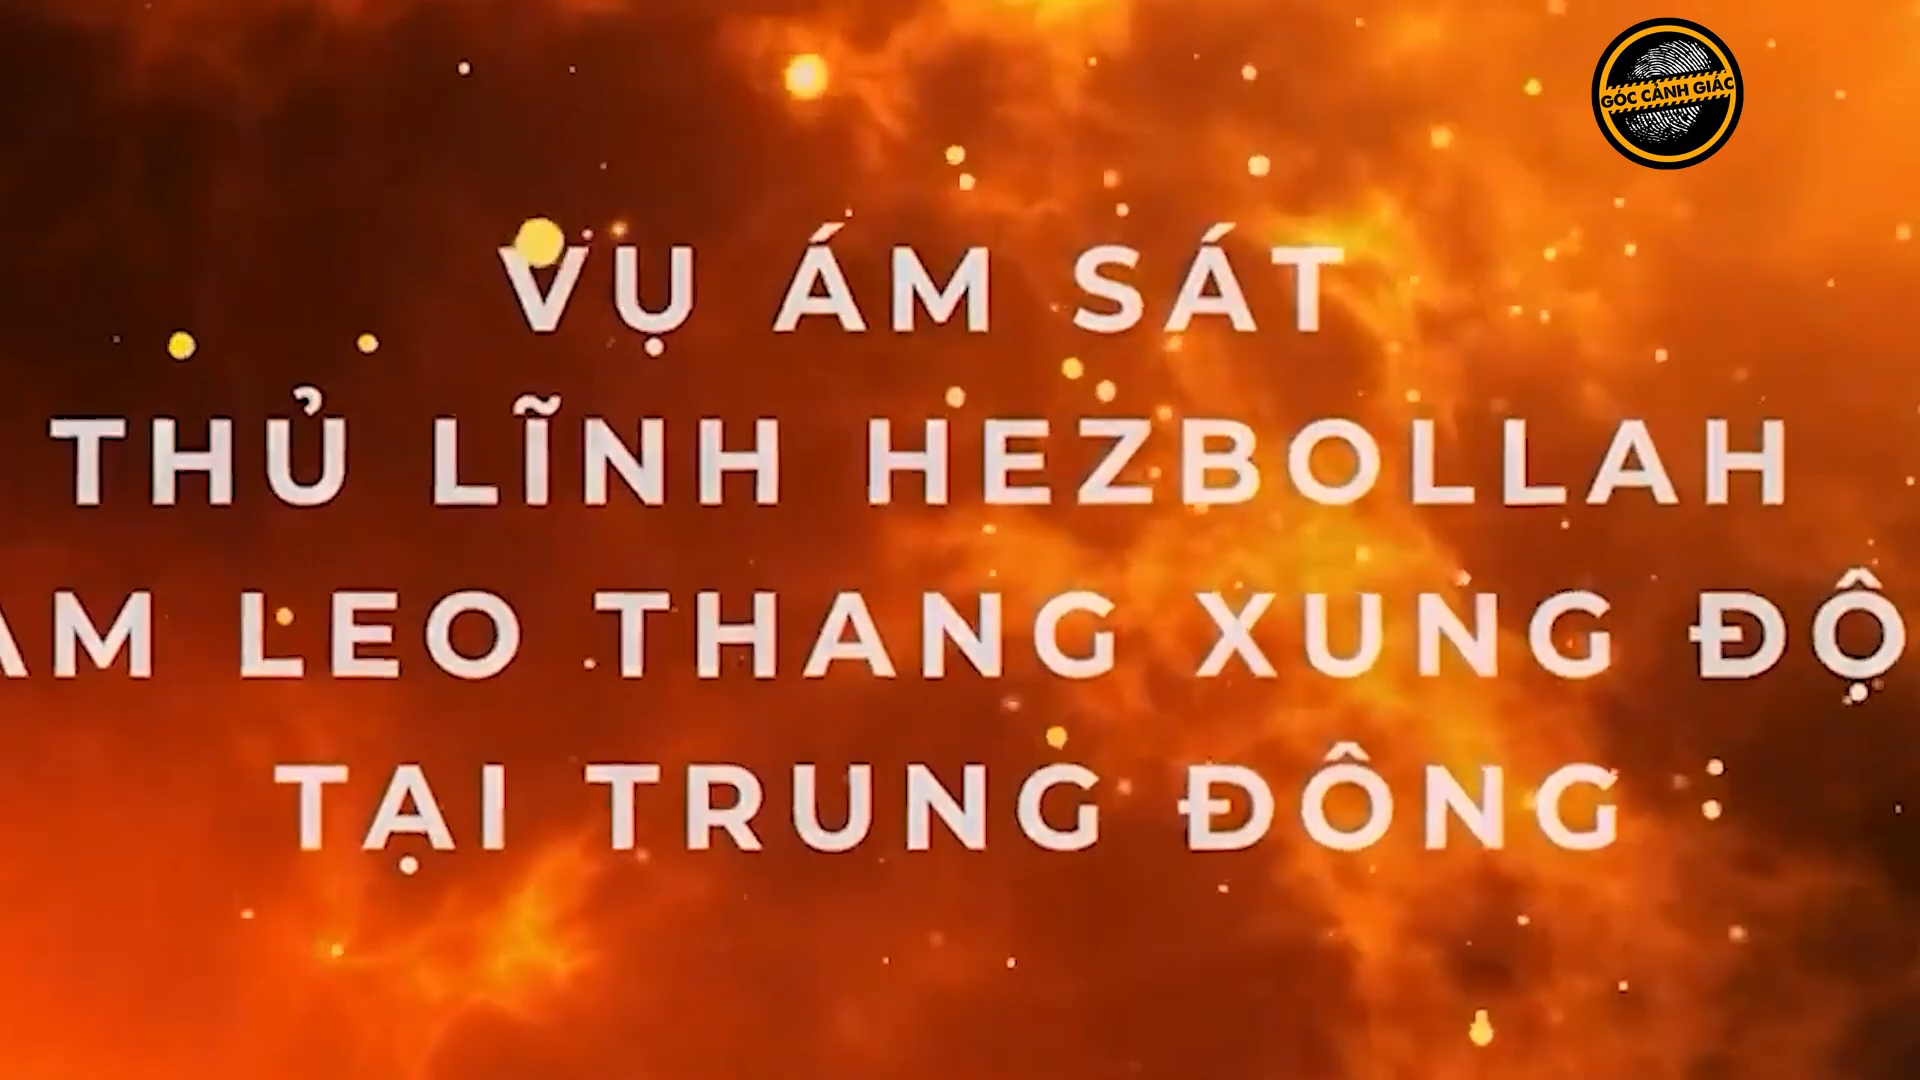 GÓC CẢNH GIÁC
VỤ ÁM SÁT
THỦ LĨNH HEZBOLLAH
LEO THANG XUNG
TẠI TRUNG ĐÔNG